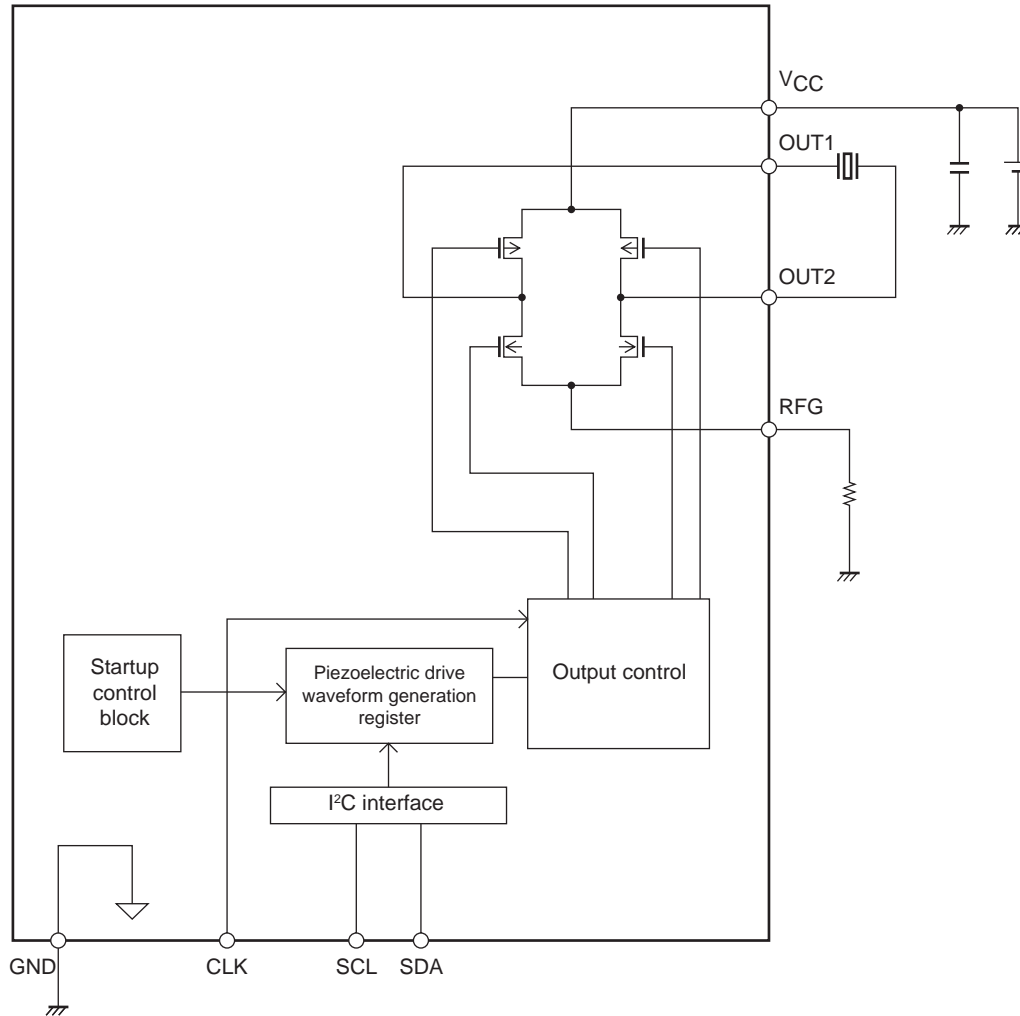 VCC
OUT1
OUT2
RFG
Startup
control
block
Piezoelectric drive
waveform generation
register
Output control
I²C interface
GND
CLK
SCL
SDA